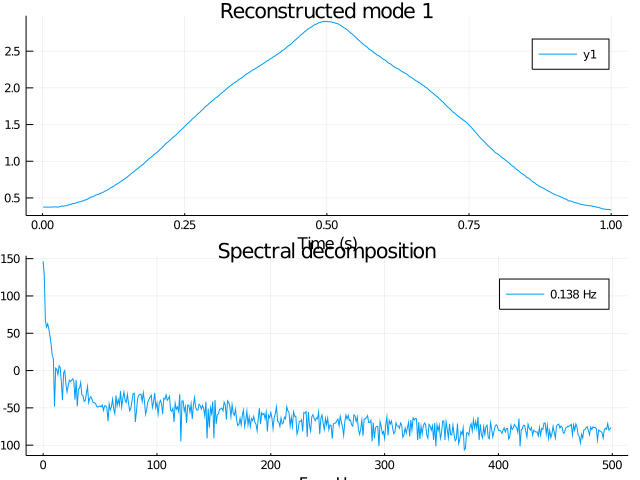 Reconstructed mode 1
2.5
2.0
1.5
1.0
0.5
y1
0.00 0.25 0.50 0.75 1.00
Time (s)
Spectral decomposition
150
100
50
0
-50
100
0.138 Hz
0 100 200 300 400 500